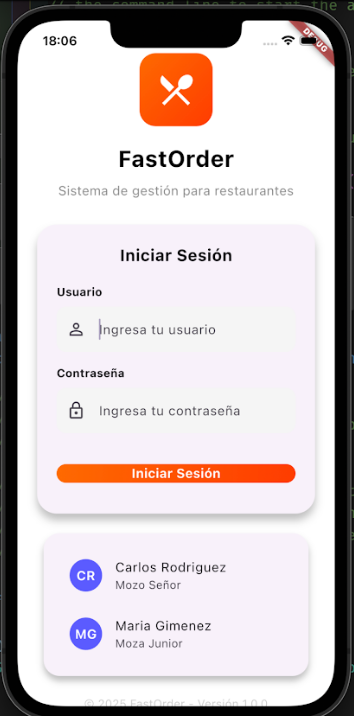 // the command line to start the a
18:06
DEBUG
FastOrder
Sistema de gestión para restaurantes
Iniciar Sesión
Usuario
Ingresa tu usuario
Contraseña
Ingresa tu contraseña
Iniciar Sesión
CR
Carlos Rodriguez
Mozo Señor
MG
Maria Gimenez
Moza Junior
© 2025 FastOrder - Versión 1.0.0